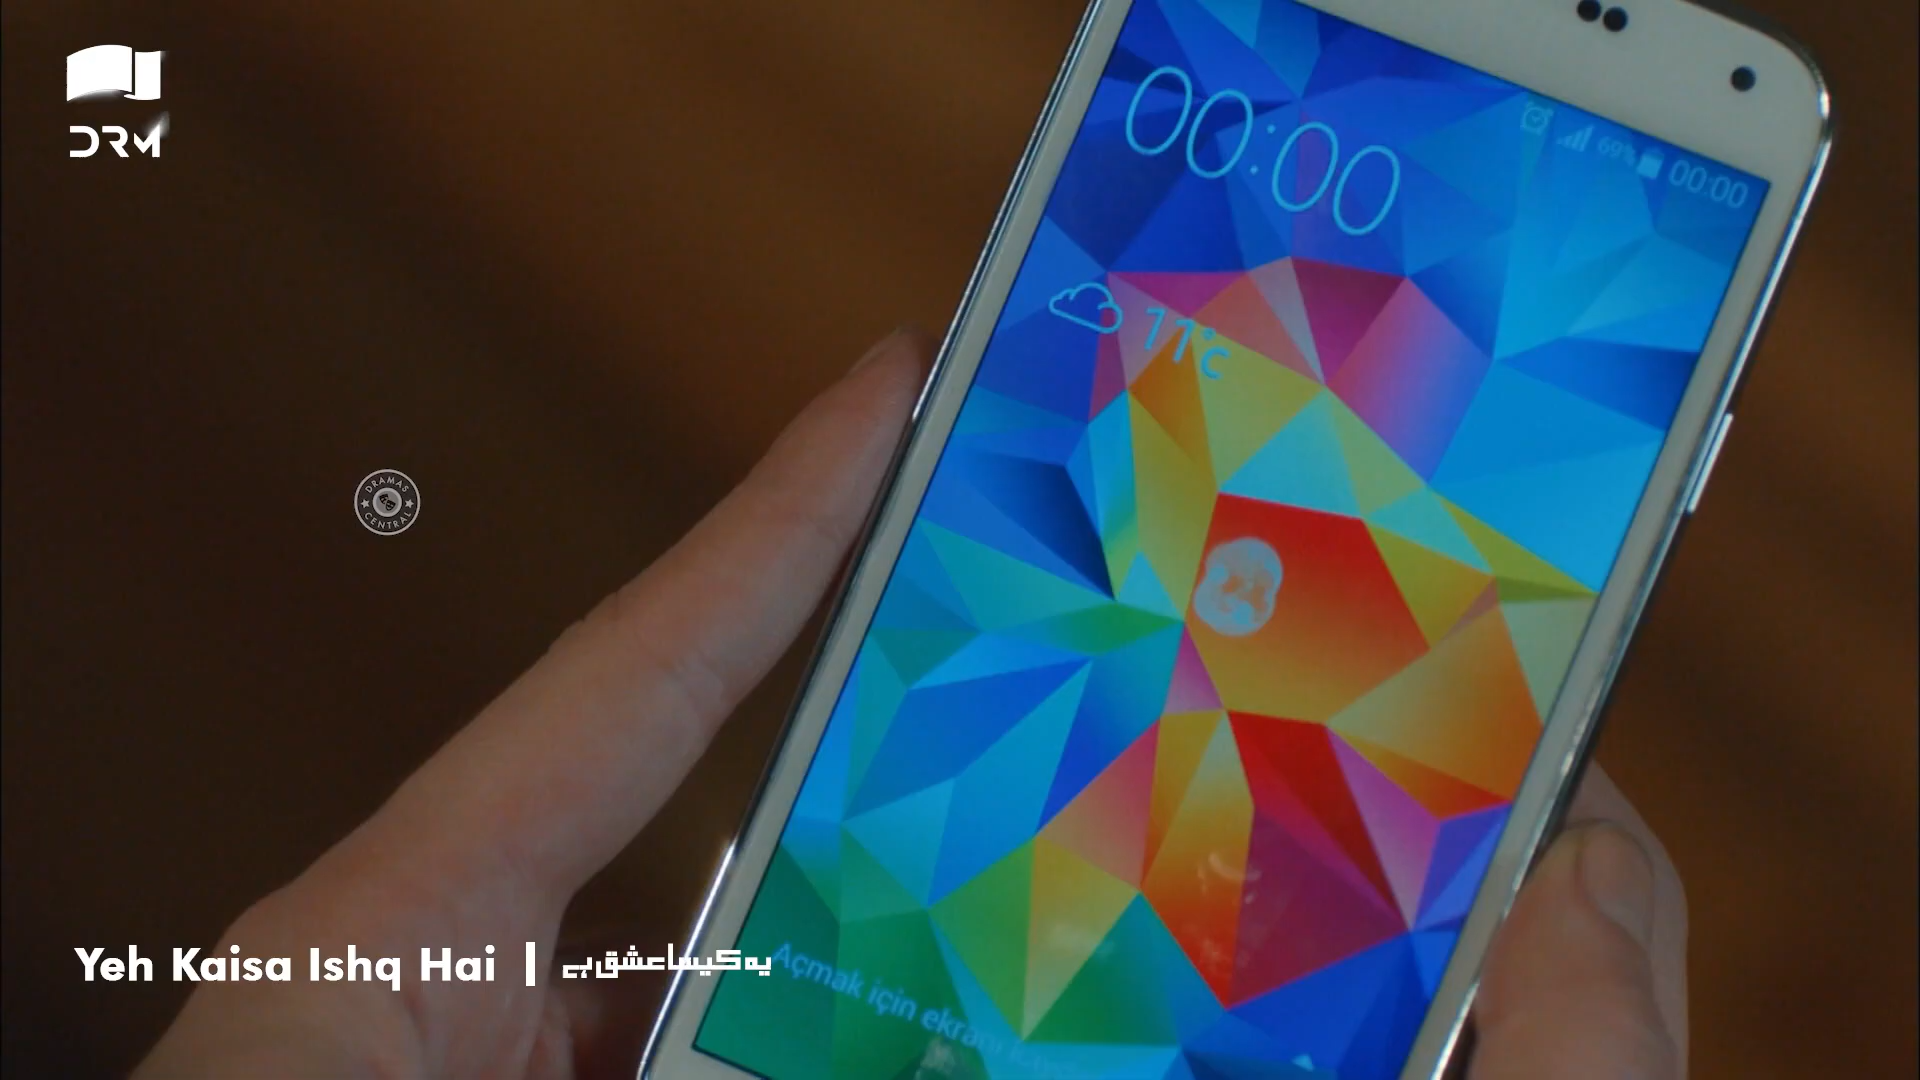 DRM
00:00
69% 00:00
11°C
DRAMAS CENTRAL
Yeh Kaisa Ishq Hai | یہ کیسا عشق ہے
Açmak için ekranı